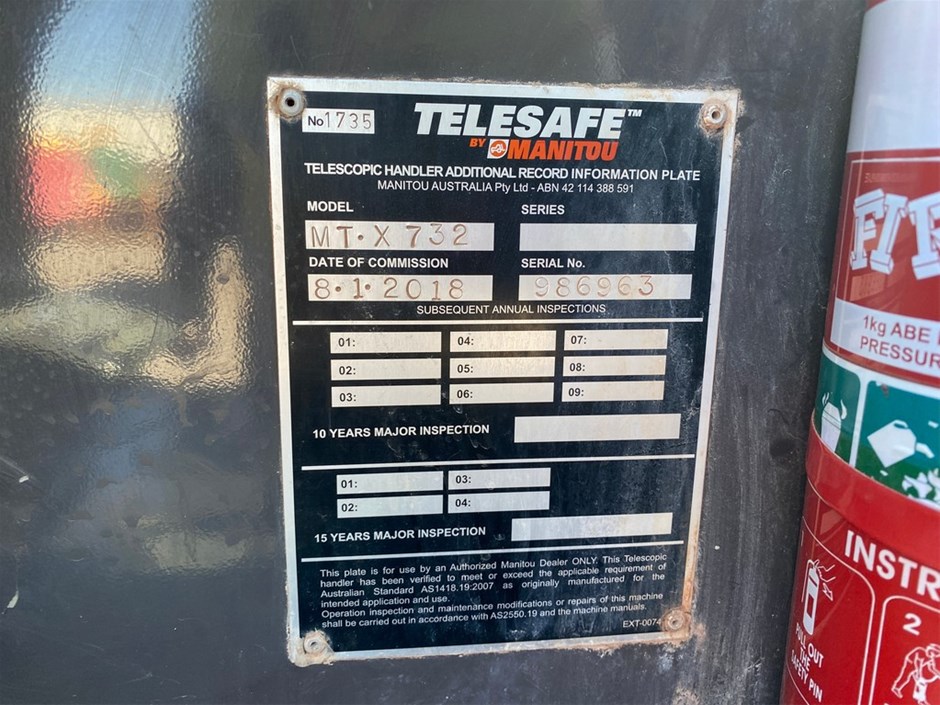 No 1735
TELESAFE™
BY MANITOU
TELESCOPIC HANDLER ADDITIONAL RECORD INFORMATION PLATE
MANITOU AUSTRALIA Pty Ltd - ABN 42 114 388 591
MODEL SERIES
MT·X 732
DATE OF COMMISSION SERIAL No.
8·1·2018 986963
SUBSEQUENT ANNUAL INSPECTIONS
01: 04: 07:
02: 05: 08:
03: 06: 09:
10 YEARS MAJOR INSPECTION
01: 03:
02: 04:
15 YEARS MAJOR INSPECTION
This plate is for use by an Authorized Manitou Dealer ONLY. This Telescopic
handler has been verified to meet or exceed the applicable requirement of
Australian Standard AS1418.19:2007 as originally manufactured for the
intended application and use.
Operation inspection and maintenance modifications or repairs of this machine
shall be carried out in accordance with AS2550.19 and the machine manuals.
EXT-0074
FI
1kg ABE
PRESSUR
INSTR
2
PULL OUT
THE
SAFETY PIN